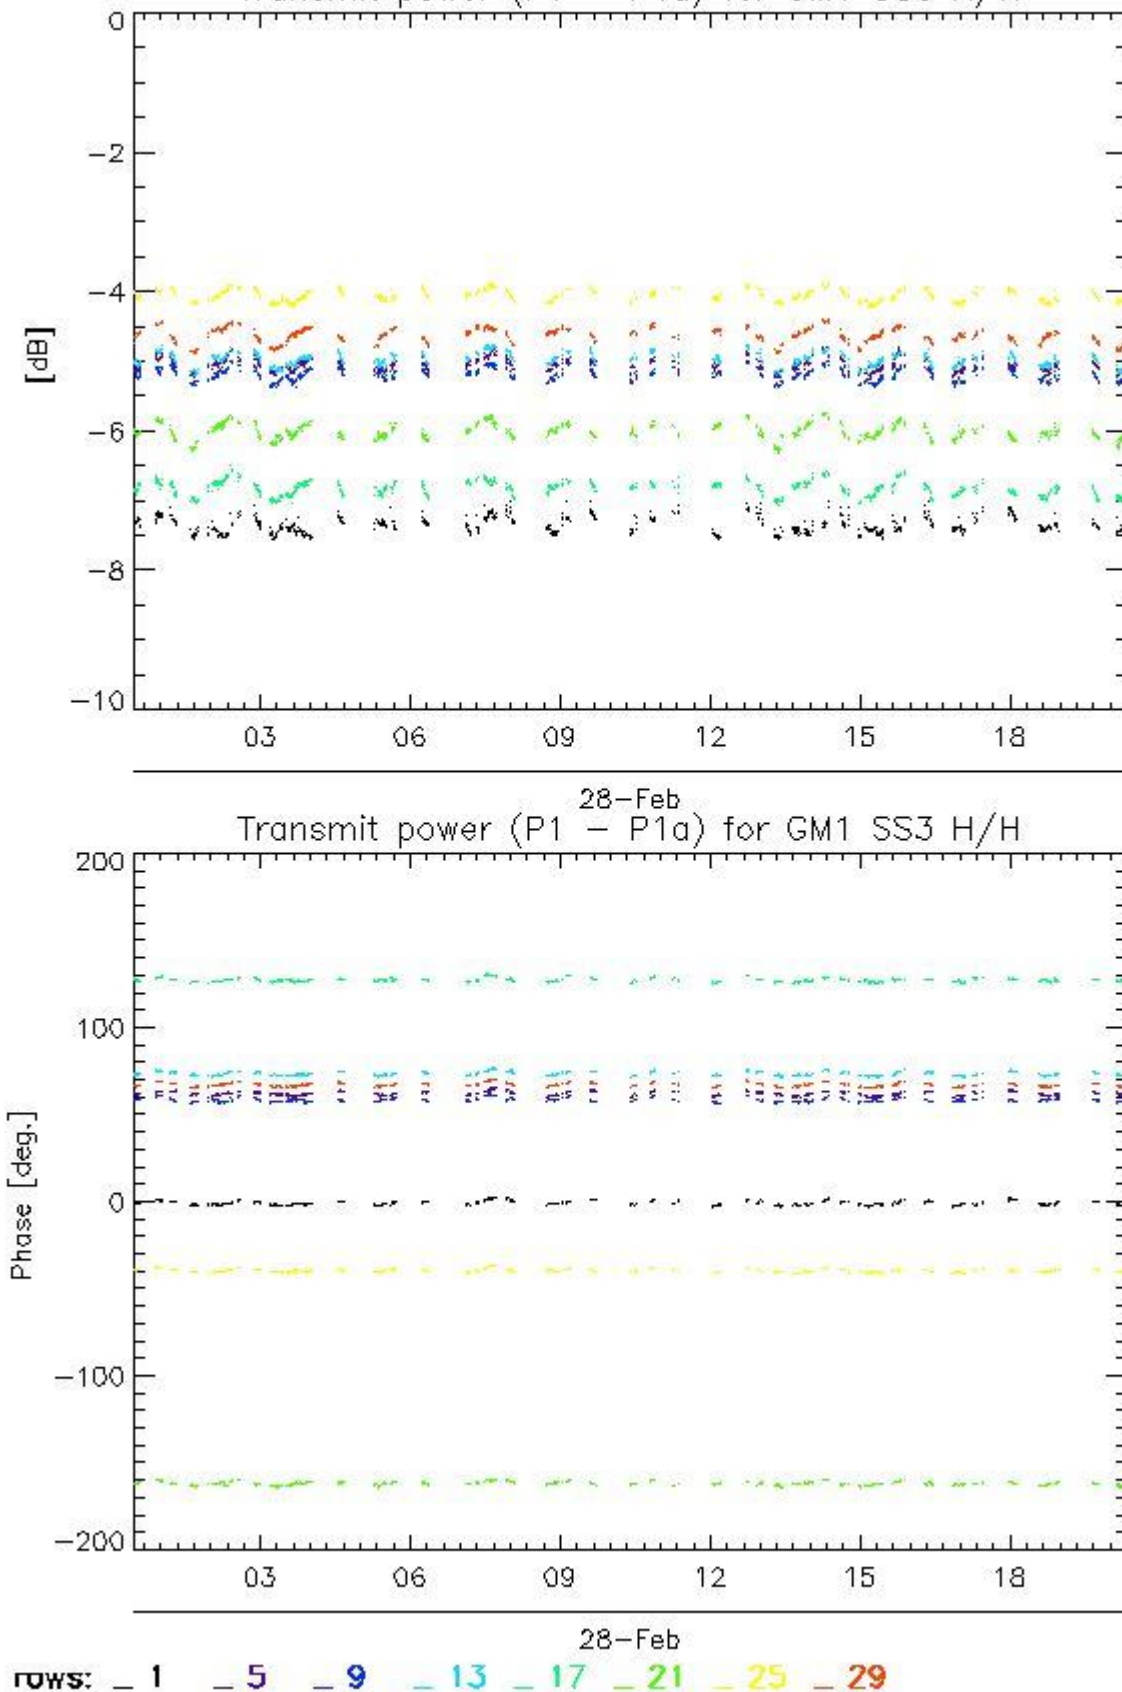 0
−2
−4
[dB]
−6
−8
−10
03 06 09 12 15 18
28−Feb
Transmit power (P1 − P1a) for GM1 SS3 H/H
200
100
Phase [deg.]
0
−100
−200
03 06 09 12 15 18
28−Feb
rows: _ 1 _ 5 _ 9 _ 13 _ 17 _ 21 _ 25 _ 29